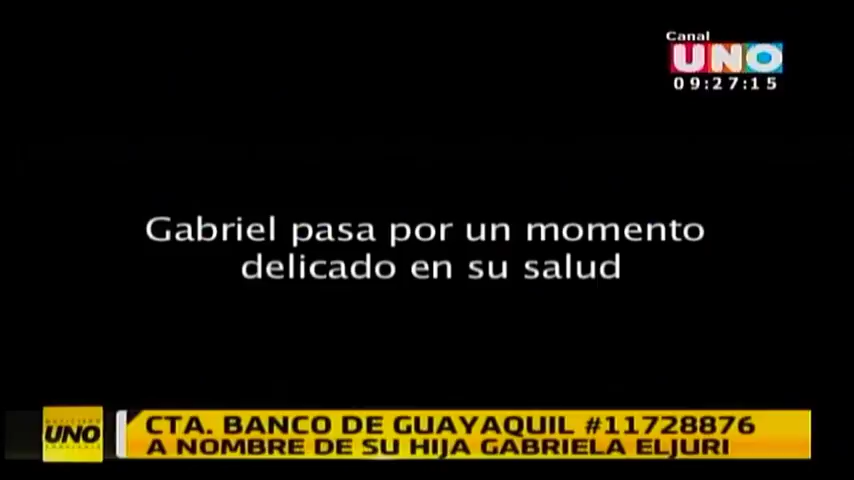 Canal
UNO
09:27:15
Gabriel pasa por un momento
delicado en su salud
CTA. BANCO DE GUAYAQUIL #11728876
UNO
A NOMBRE DE SU HIJA GABRIELA ELJURI